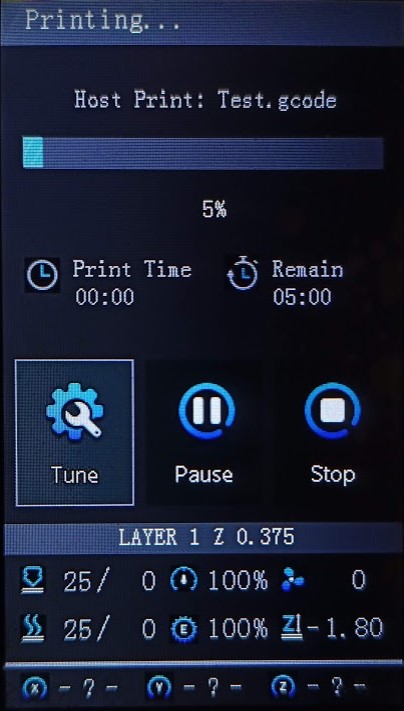 Printing...
Host Print: Test.gcode
5%
Print Time
00:00
Remain
05:00
Tune
Pause
Stop
LAYER 1 Z 0.375
25/ 0 100% 0
25/ 0 E 100% Z -1.80
X - ? - Y - ? - Z - ? -